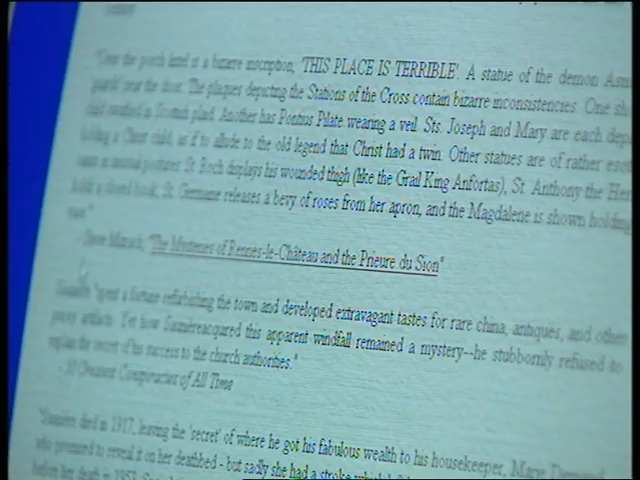 "Over the porch lintel is a bizarre inscription, 'THIS PLACE IS TERRIBLE'. A statue of the demon Asm
guards near the door. The plaques depicting the Stations of the Cross contain bizarre inconsistencies. One sh
child swathed in Scottish plaid. Another has Pontius Pilate wearing a veil. Sts. Joseph and Mary are each dep
a Christ child, as if to allude to the old legend that Christ had a twin. Other statues are of rather esot
saints in postures: St. Roch displays his wounded thigh (like the Grail King Anfortas), St. Anthony the Her
holds a closed book, St. Germaine releases a bevy of roses from her apron, and the Magdalene is shown holding
vase."
"The Mysteries of Rennes-le-Château and the Prieure du Sion"
Saunière "spent a fortune refurbishing the town and developed extravagant tastes for rare china, antiques, and other
artifacts. Yet how Saunière acquired this apparent windfall remained a mystery--he stubbornly refused to
explain the secret of his success to the church authorities."
Greatest Conspiracies of All Time
"Saunière died in 1917, leaving the 'secret' of where he got his fabulous wealth to his housekeeper, Marie
who promised to reveal it on her deathbed - but sadly she had a stroke
before her death in 1953.